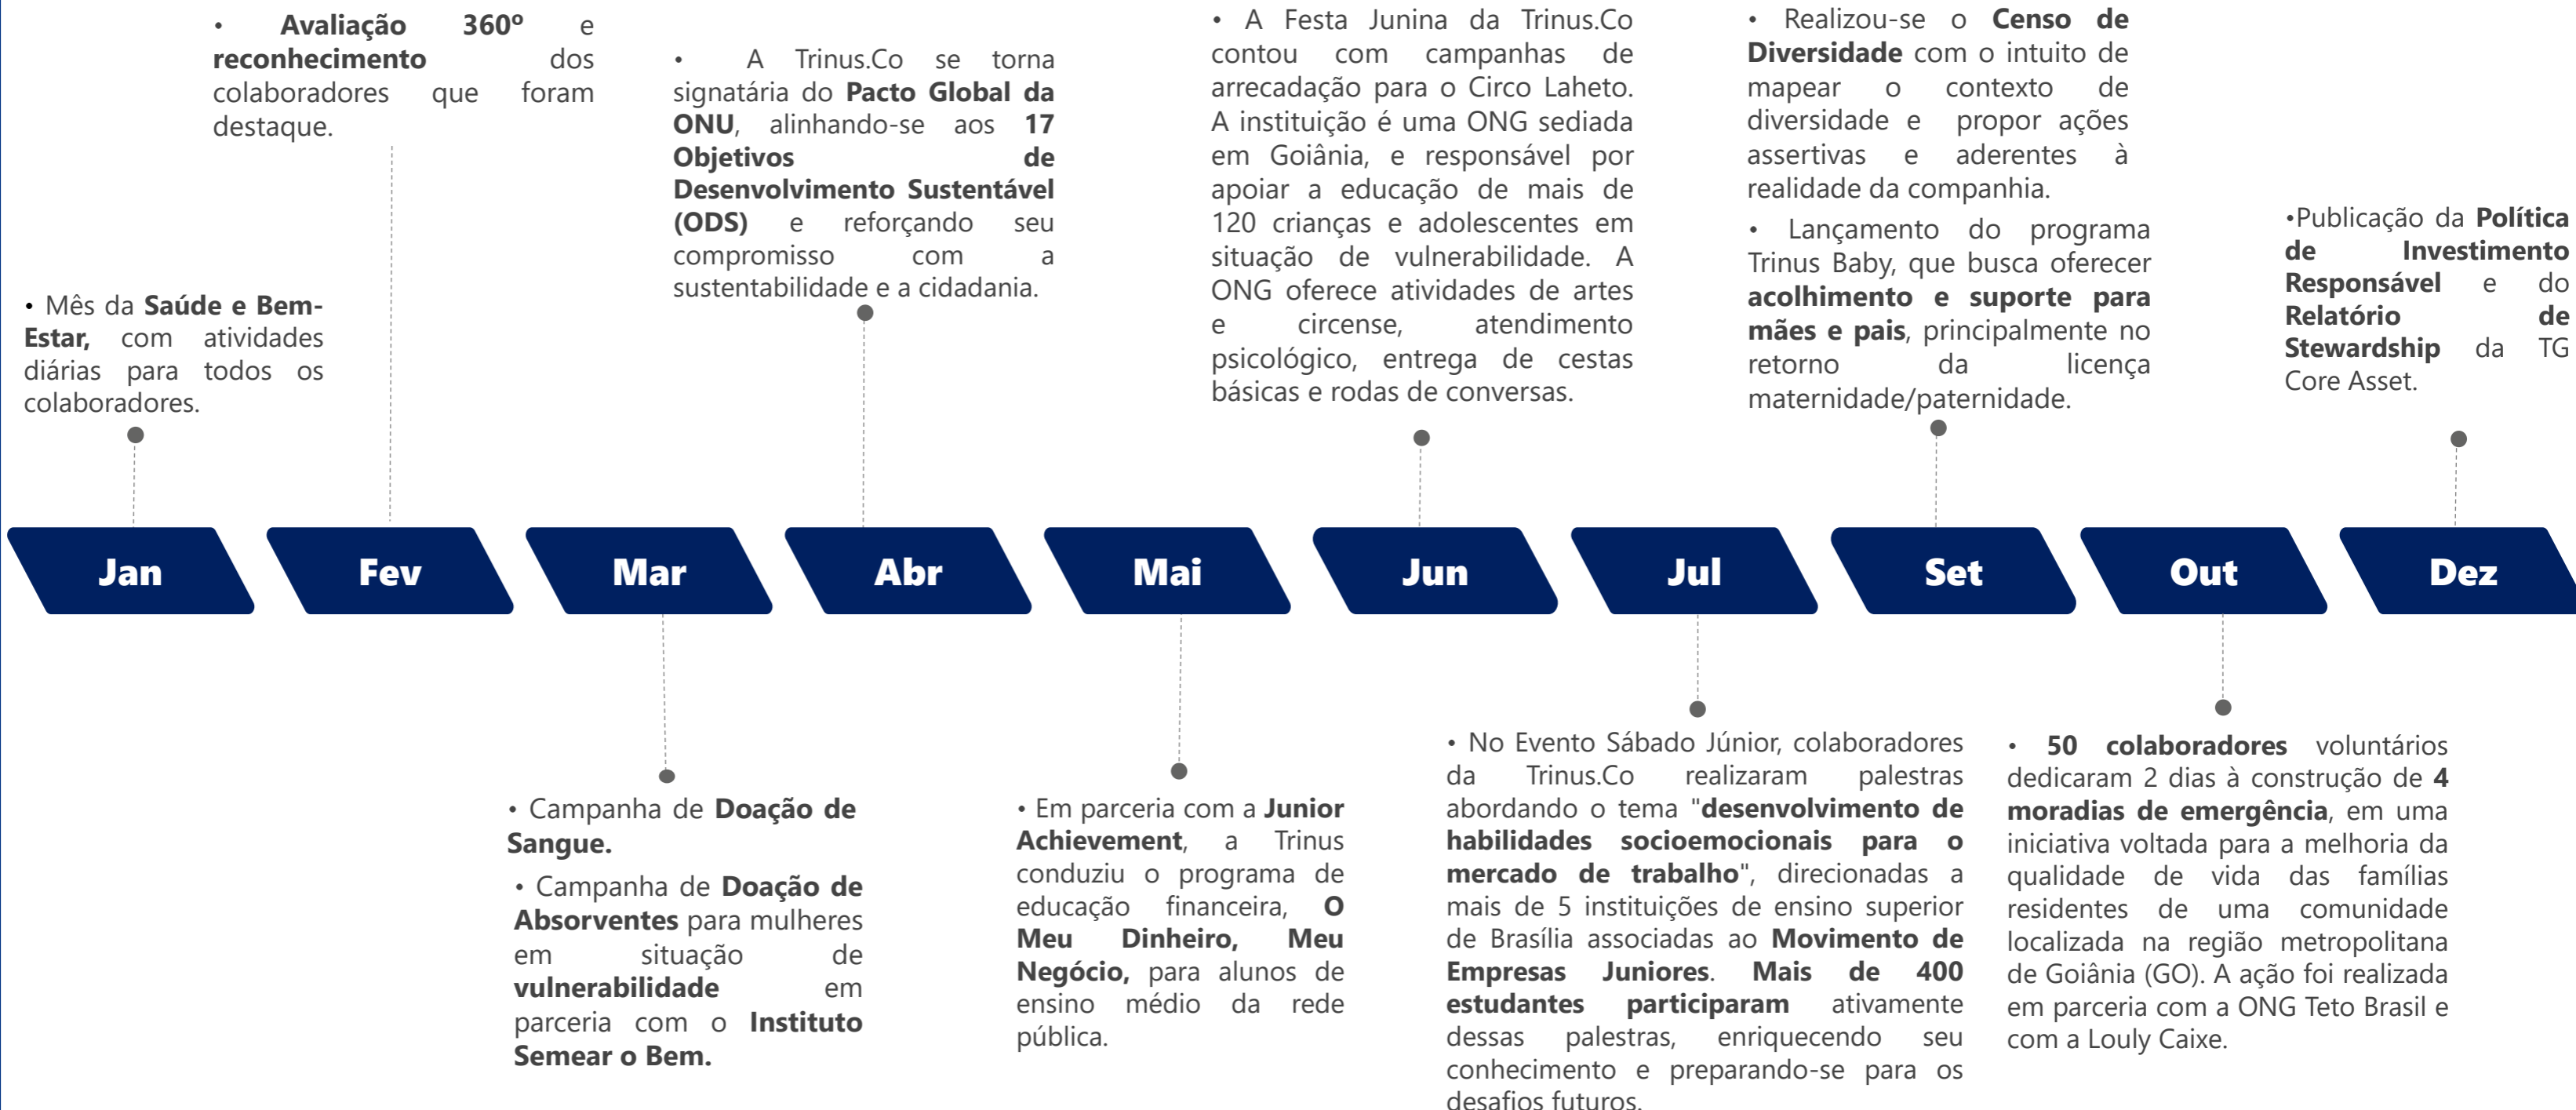 • Avaliação 360º e
reconhecimento dos
colaboradores que foram
destaque.
• A Trinus.Co se torna
signatária do Pacto Global da
ONU, alinhando-se aos 17
Objetivos de
Desenvolvimento Sustentável
(ODS) e reforçando seu
compromisso com a
sustentabilidade e a cidadania.
• A Festa Junina da Trinus.Co
contou com campanhas de
arrecadação para o Circo Laheto.
A instituição é uma ONG sediada
em Goiânia, e responsável por
apoiar a educação de mais de
120 crianças e adolescentes em
situação de vulnerabilidade. A
ONG oferece atividades de artes
e circense, atendimento
psicológico, entrega de cestas
básicas e rodas de conversas.
• Realizou-se o Censo de
Diversidade com o intuito de
mapear o contexto de
diversidade e propor ações
assertivas e aderentes à
realidade da companhia.
• Lançamento do programa
Trinus Baby, que busca oferecer
acolhimento e suporte para
mães e pais, principalmente no
retorno da licença
maternidade/paternidade.
•Publicação da Política
de Investimento
Responsável e do
Relatório de
Stewardship da TG
Core Asset.
• Mês da Saúde e Bem-
Estar, com atividades
diárias para todos os
colaboradores.
Jan
Fev
Mar
Abr
Mai
Jun
Jul
Set
Out
Dez
• Campanha de Doação de
Sangue.
• Campanha de Doação de
Absorventes para mulheres
em situação de
vulnerabilidade em
parceria com o Instituto
Semear o Bem.
• Em parceria com a Junior
Achievement, a Trinus
conduziu o programa de
educação financeira, O
Meu Dinheiro, Meu
Negócio, para alunos de
ensino médio da rede
pública.
• No Evento Sábado Júnior, colaboradores
da Trinus.Co realizaram palestras
abordando o tema "desenvolvimento de
habilidades socioemocionais para o
mercado de trabalho", direcionadas a
mais de 5 instituições de ensino superior
de Brasília associadas ao Movimento de
Empresas Juniores. Mais de 400
estudantes participaram ativamente
dessas palestras, enriquecendo seu
conhecimento e preparando-se para os
desafios futuros.
• 50 colaboradores voluntários
dedicaram 2 dias à construção de 4
moradias de emergência, em uma
iniciativa voltada para a melhoria da
qualidade de vida das famílias
residentes de uma comunidade
localizada na região metropolitana
de Goiânia (GO). A ação foi realizada
em parceria com a ONG Teto Brasil e
com a Louly Caixe.